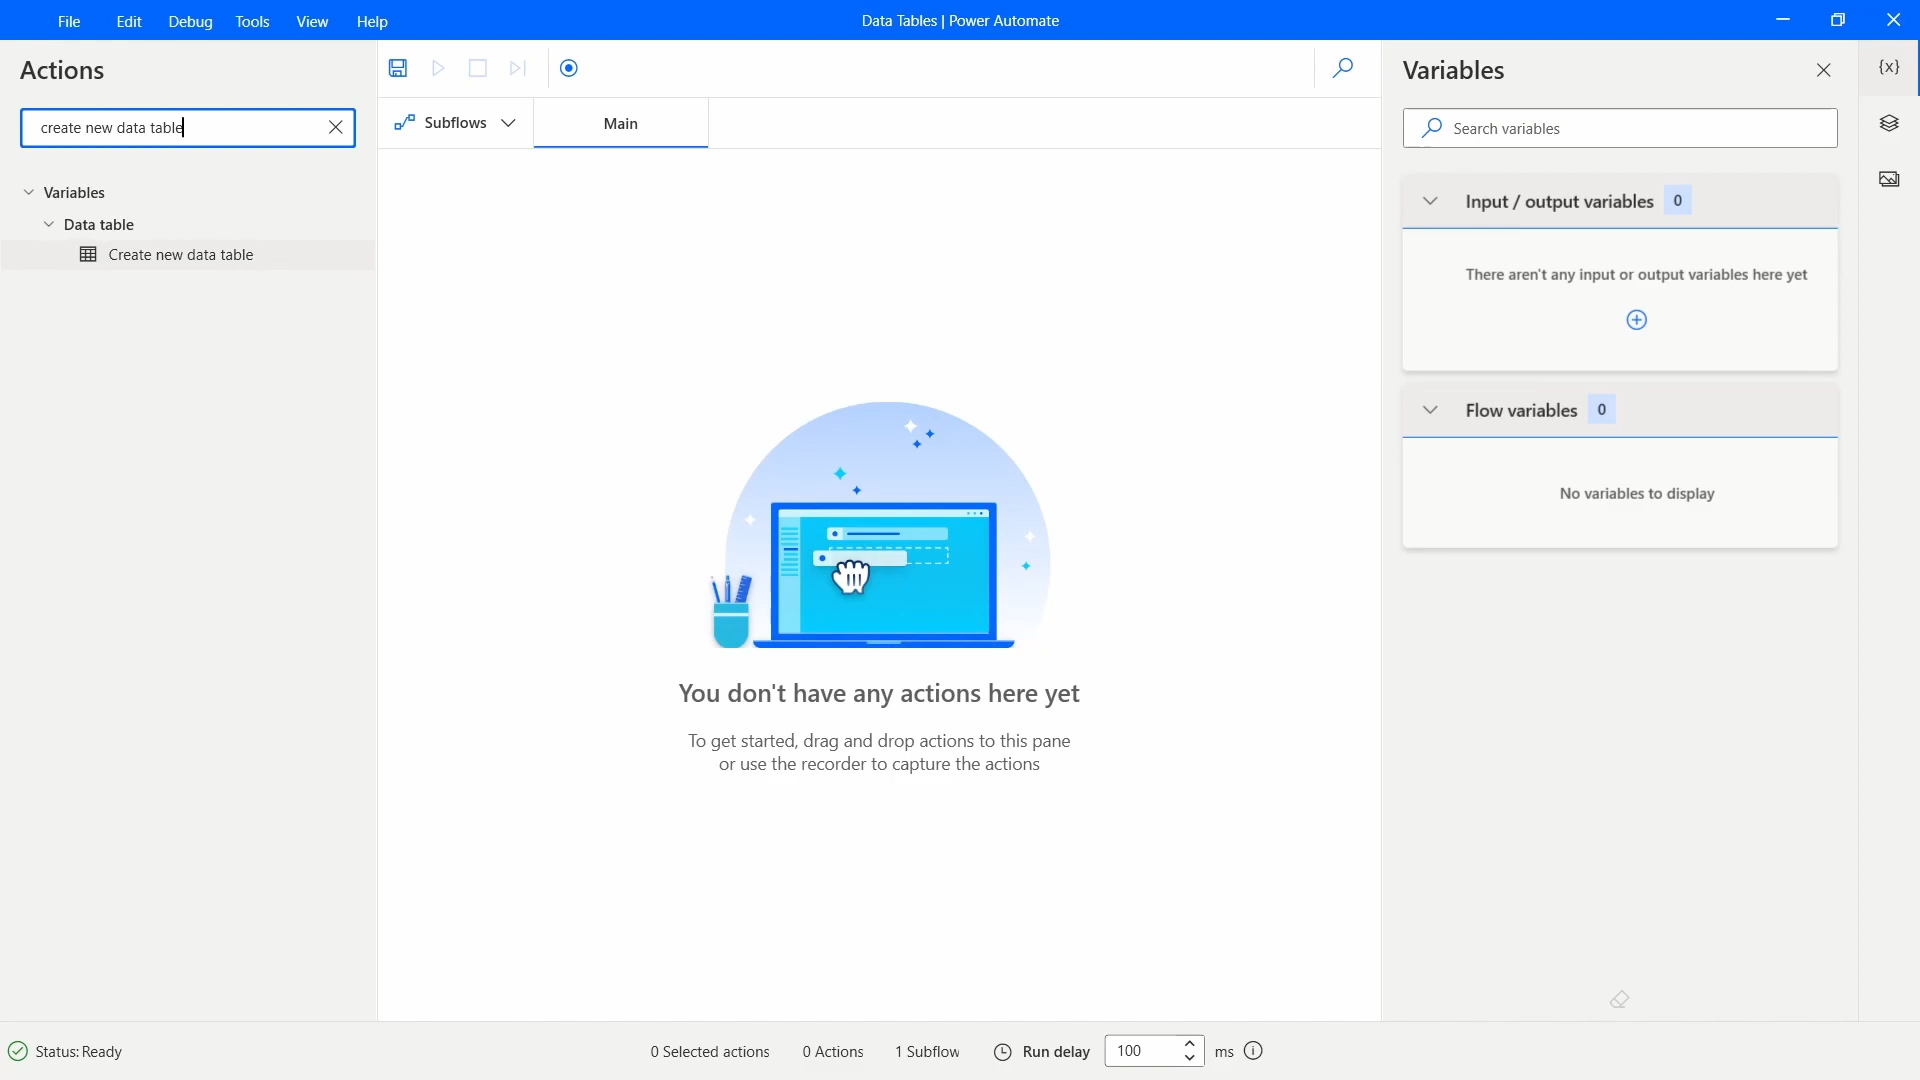 File Edit Debug Tools View Help
Data Tables | Power Automate
Actions
create new data table
Variables
Data table
Create new data table
Subflows
Main
You don't have any actions here yet
To get started, drag and drop actions to this pane
or use the recorder to capture the actions
Variables
{x}
Search variables
Input / output variables 0
There aren't any input or output variables here yet
Flow variables 0
No variables to display
Status: Ready
0 Selected actions
0 Actions
1 Subflow
Run delay 100 ms